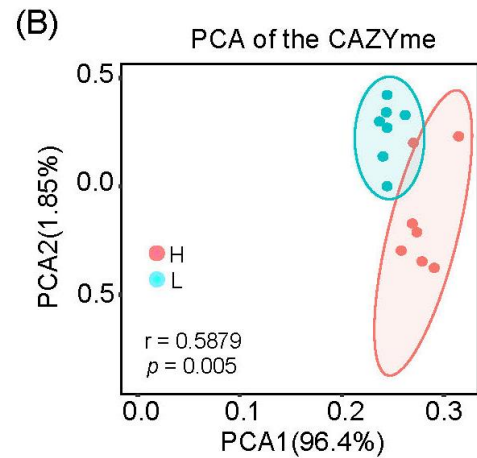 (B)
PCA of the CAZYme
0.5
0.0
0.5
PCA2(1.85%)
H
L
r = 0.5879
p = 0.005
0.0 0.1 0.2 0.3
PCA1(96.4%)